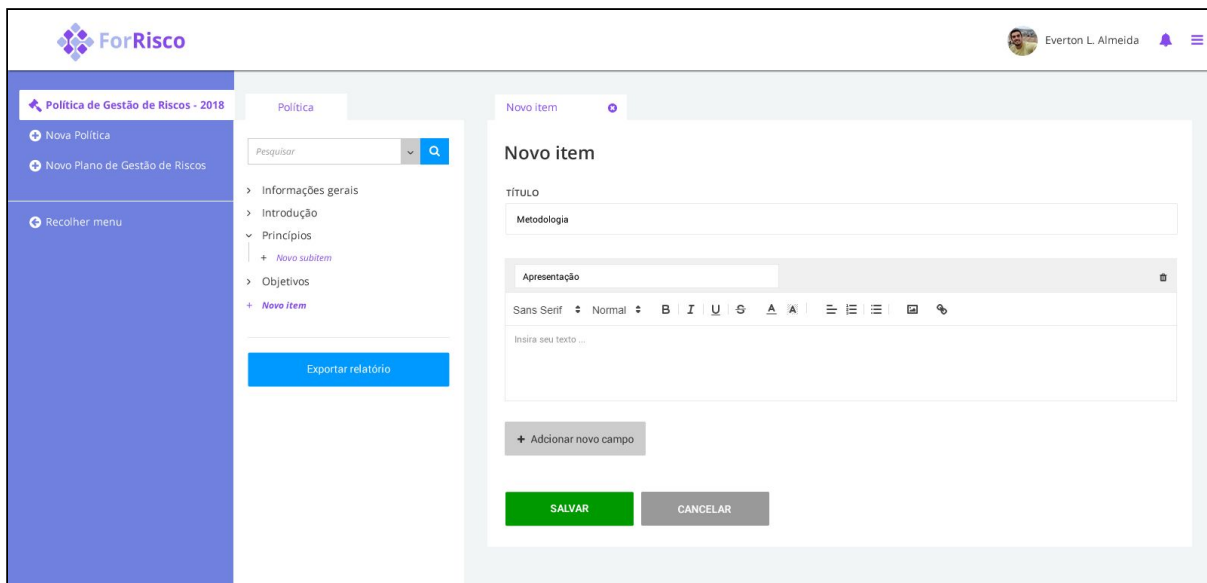 ForRisco
Everton L. Almeida
Política de Gestão de Riscos - 2018
Nova Política
Novo Plano de Gestão de Riscos
Recolher menu
Política
Pesquisar
Informações gerais
Introdução
Princípios
+ Novo subitem
Objetivos
+ Novo item
Exportar relatório
Novo item
Novo item
TÍTULO
Metodologia
Apresentação
Sans Serif Normal B I U S A A
Insira seu texto ...
+ Adcionar novo campo
SALVAR CANCELAR